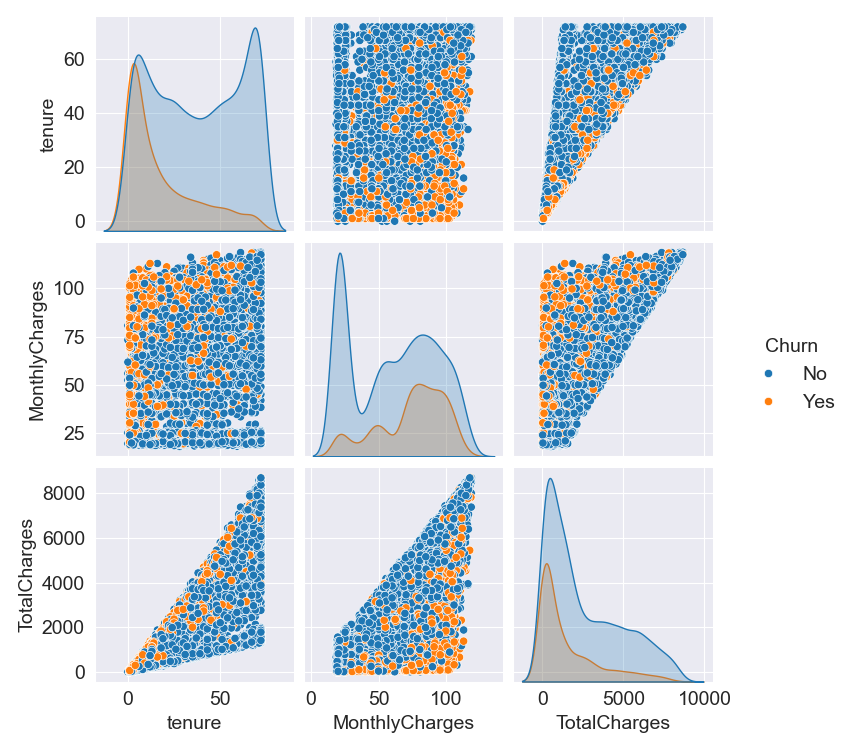 60
40
20
0
tenure
100
75
50
25
MonthlyCharges
Churn
No
Yes
8000
6000
4000
2000
0
TotalCharges
0 50 0 50 100 0 5000 10000
tenure MonthlyCharges TotalCharges